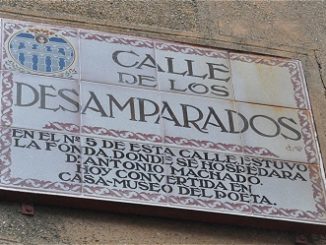 CALLE
DE LOS
DESAMPARADOS
EN EL Nº 5 DE ESTA CALLE ESTUVO
LA FONDA DONDE SE HOSPEDARA
D. ANTONIO MACHADO.
HOY CONVERTIDA EN
CASA-MUSEO DEL POETA.